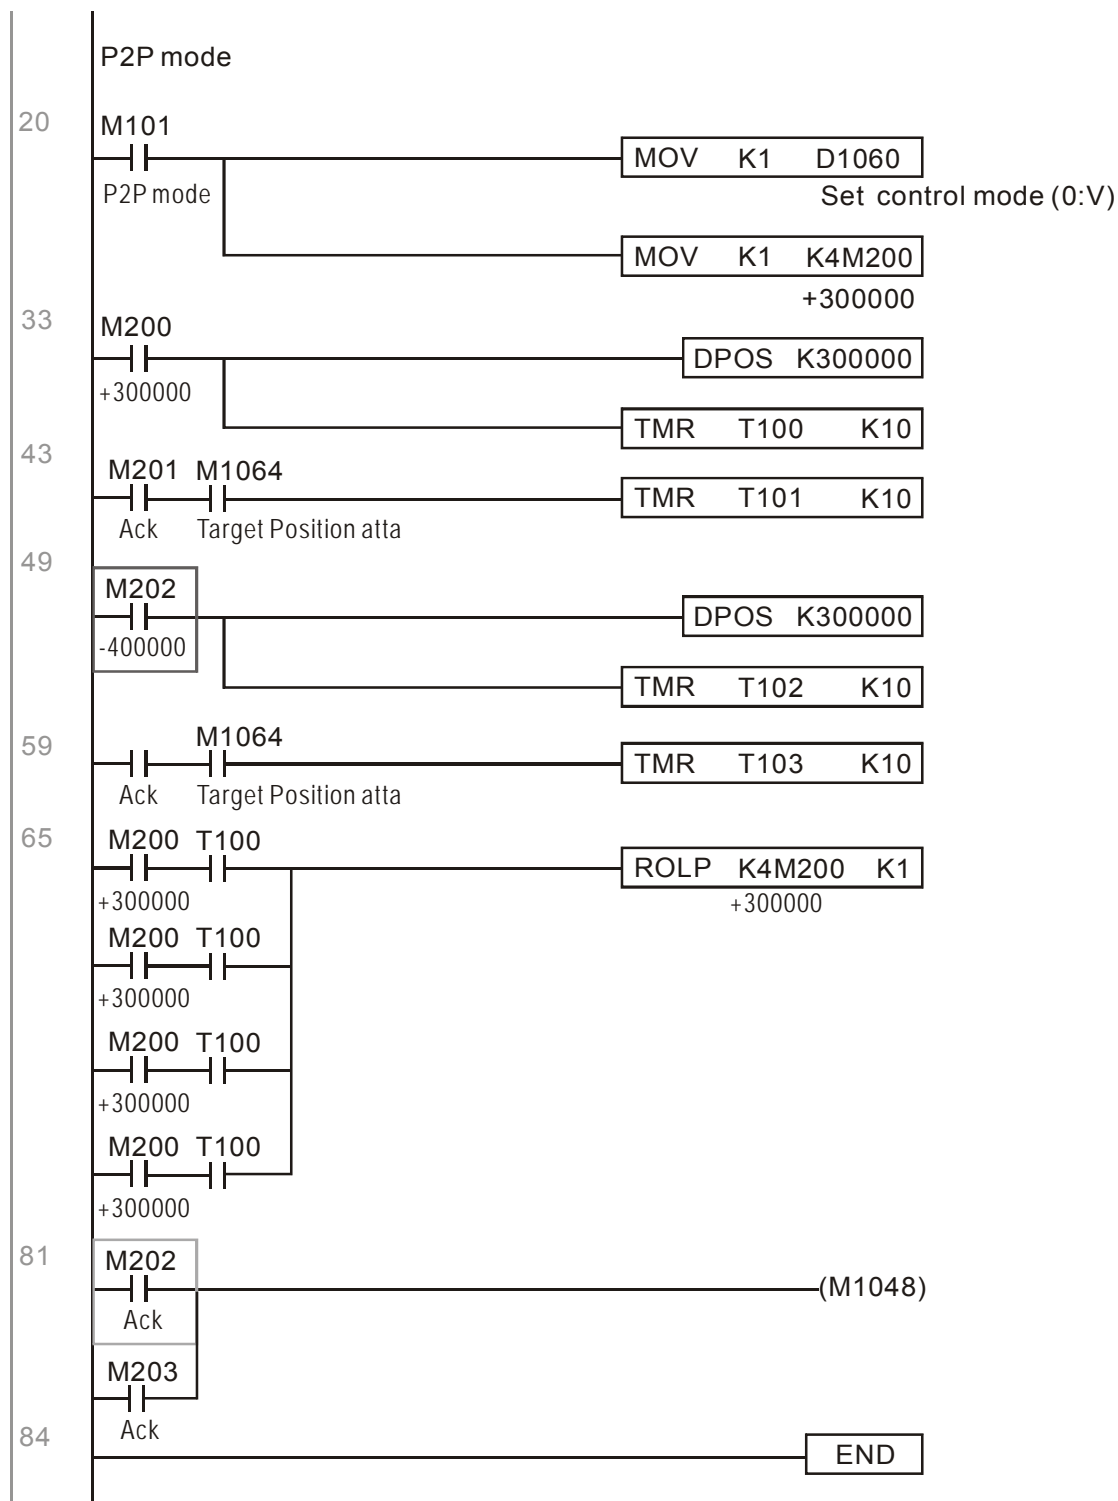 P2P mode
20
M101
MOV K1 D1060
P2P mode
Set control mode (0:V)
MOV K1 K4M200
+300000
33
M200
DPOS K300000
+300000
TMR T100 K10
43
M201 M1064
TMR T101 K10
Ack Target Position atta
49
M202
DPOS K300000
-400000
TMR T102 K10
59
M1064
TMR T103 K10
Ack Target Position atta
65
M200 T100
ROLP K4M200 K1
+300000
+300000
M200 T100
+300000
M200 T100
+300000
M200 T100
+300000
81
M202
(M1048)
Ack
M203
Ack
84
END